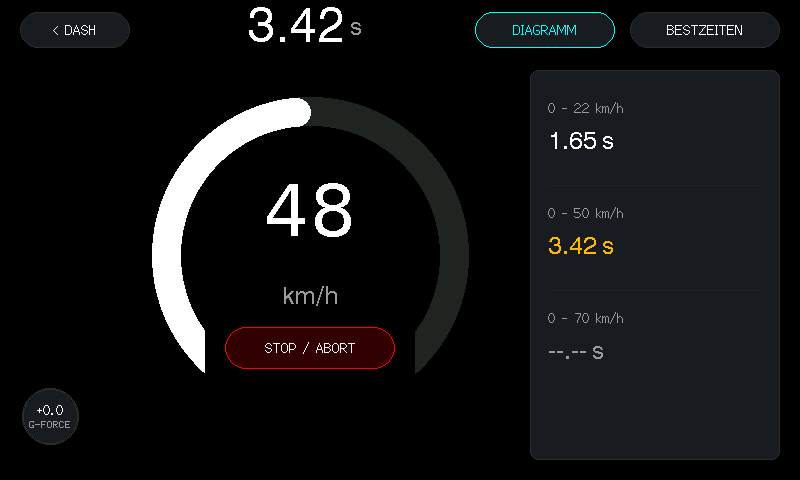 < DASH
3.42 s
DIAGRAMM
BESTZEITEN
0 - 22 km/h
1.65 s
48
0 - 50 km/h
3.42 s
km/h
0 - 70 km/h
STOP / ABORT
--.-- s
+0.0
G-FORCE